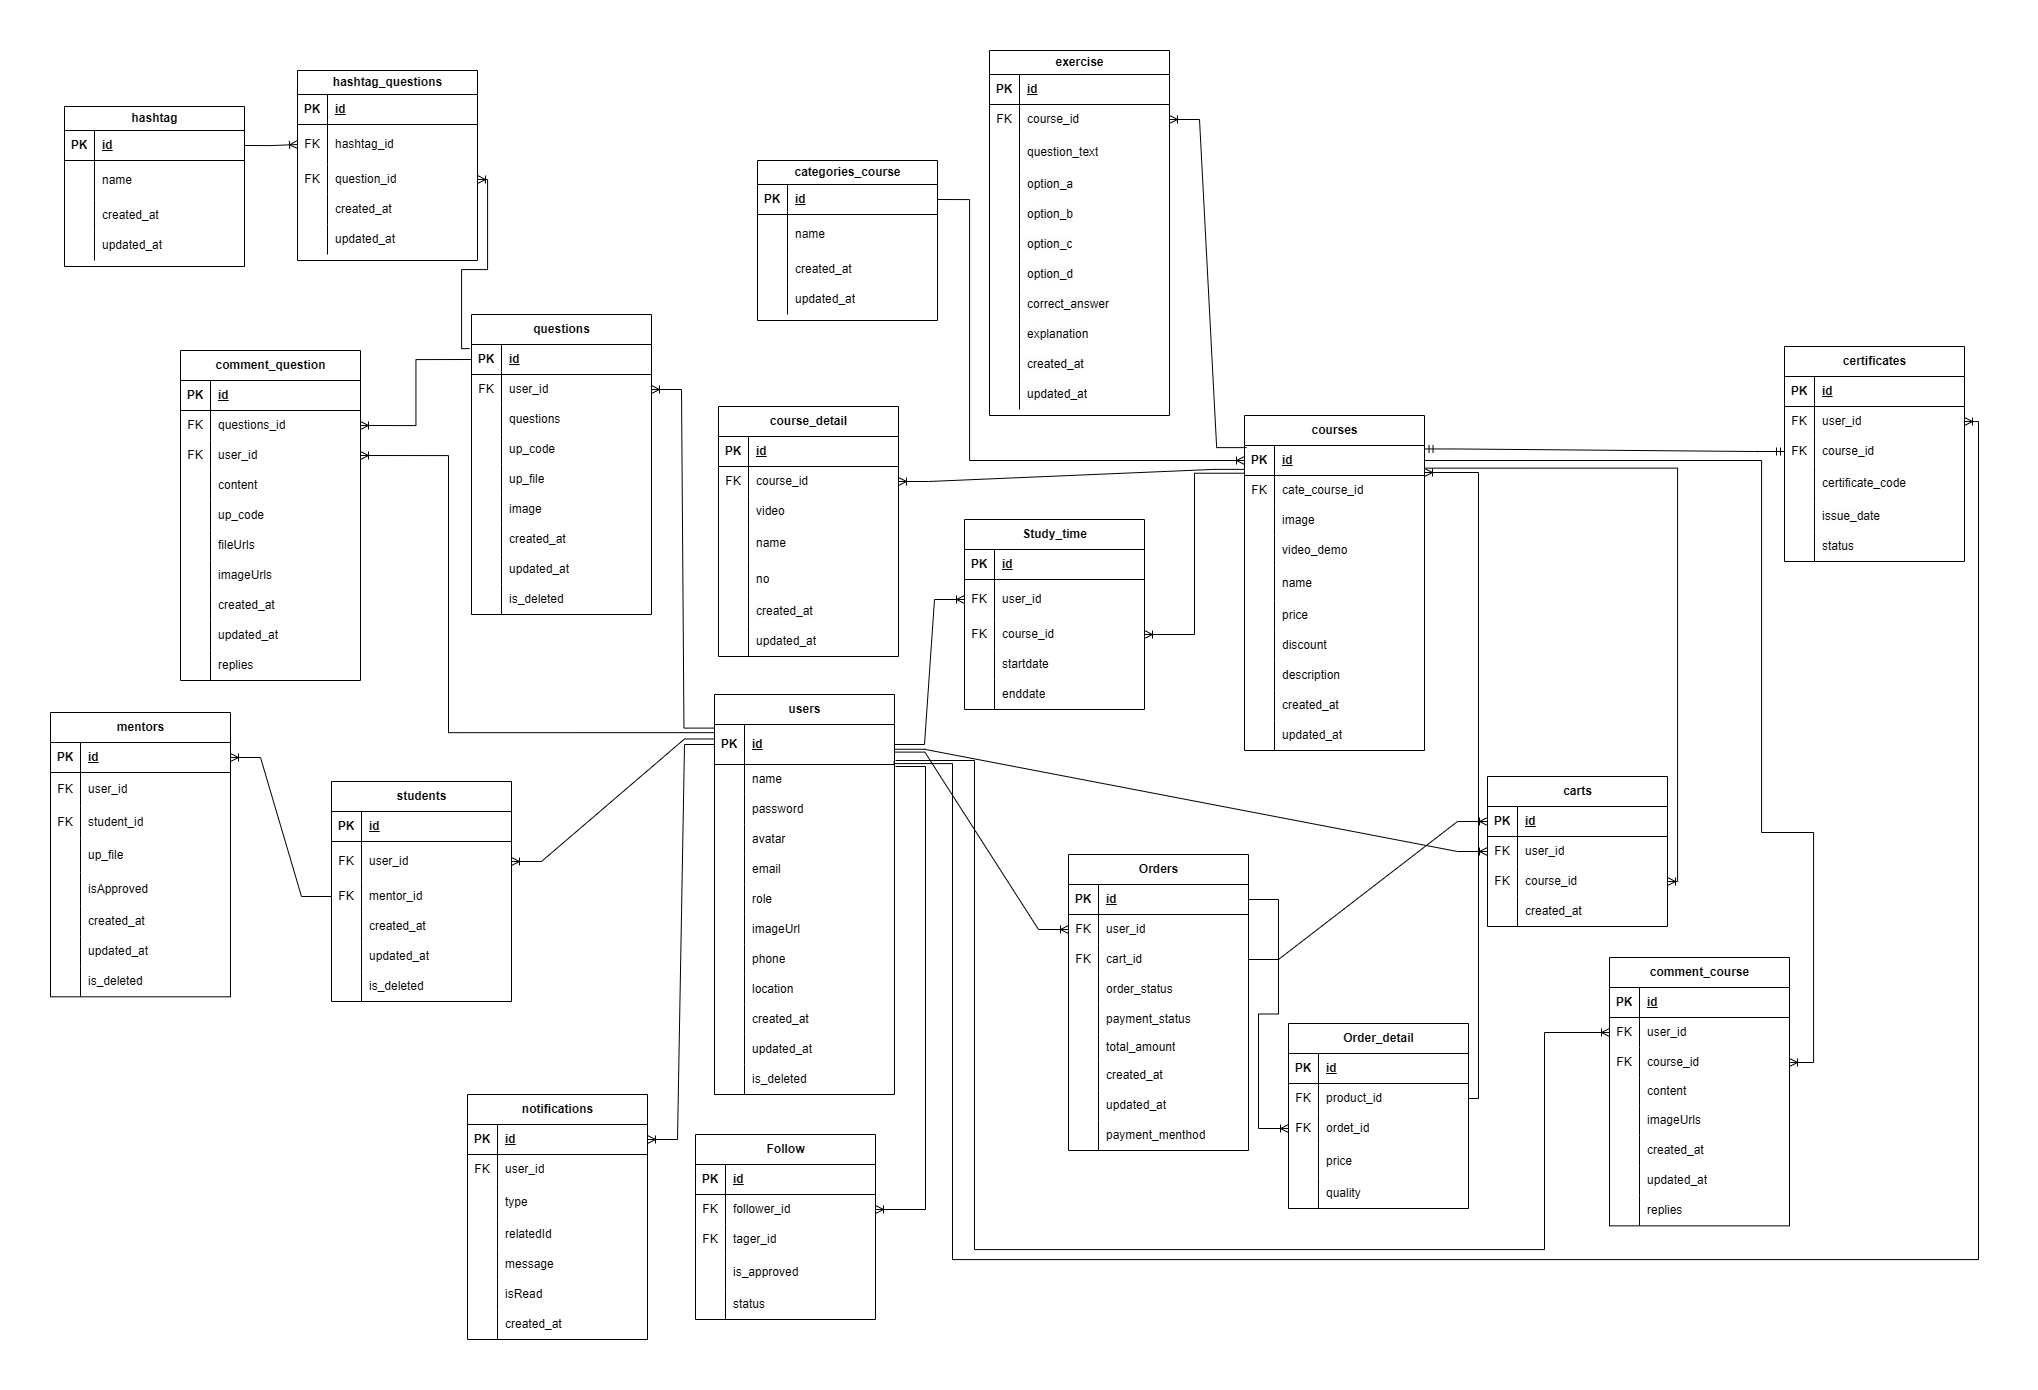 hashtag
PK id
name
created_at
updated_at
hashtag_questions
PK id
FK hashtag_id
FK question_id
created_at
updated_at
categories_course
PK id
name
created_at
updated_at
exercise
PK id
FK course_id
question_text
option_a
option_b
option_c
option_d
correct_answer
explanation
created_at
updated_at
comment_question
PK id
FK questions_id
FK user_id
content
up_code
fileUrls
imageUrls
created_at
updated_at
replies
questions
PK id
FK user_id
questions
up_code
up_file
image
created_at
updated_at
is_deleted
course_detail
PK id
FK course_id
video
name
no
created_at
updated_at
Study_time
PK id
FK user_id
FK course_id
startdate
enddate
courses
PK id
FK cate_course_id
image
video_demo
name
price
discount
description
created_at
updated_at
certificates
PK id
FK user_id
FK course_id
certificate_code
issue_date
status
mentors
PK id
FK user_id
FK student_id
up_file
isApproved
created_at
updated_at
is_deleted
students
PK id
FK user_id
FK mentor_id
created_at
updated_at
is_deleted
users
PK id
name
password
avatar
email
role
imageUrl
phone
location
created_at
updated_at
is_deleted
Orders
PK id
FK user_id
FK cart_id
order_status
payment_status
total_amount
created_at
updated_at
payment_menthod
carts
PK id
FK user_id
FK course_id
created_at
Order_detail
PK id
FK product_id
FK ordet_id
price
quality
comment_course
PK id
FK user_id
FK course_id
content
imageUrls
created_at
updated_at
replies
notifications
PK id
FK user_id
type
relatedId
message
isRead
created_at
Follow
PK id
FK follower_id
FK tager_id
is_approved
status